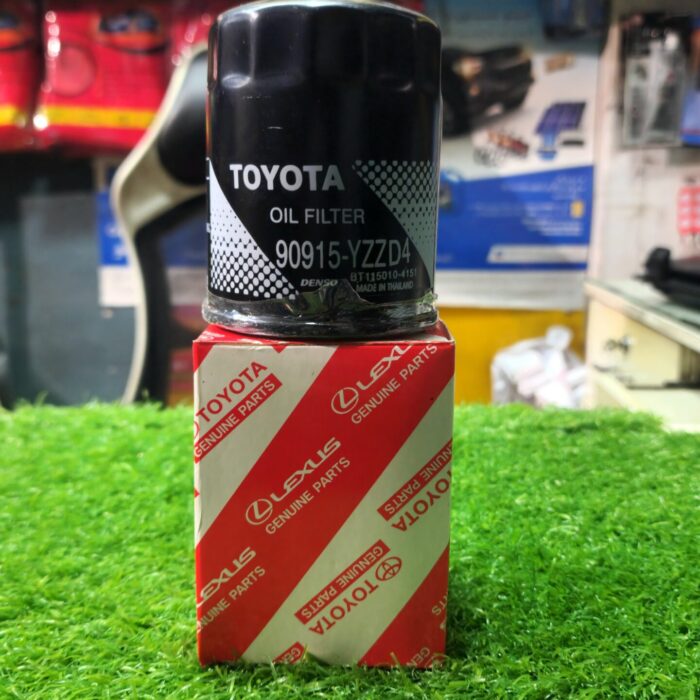 TOYOTA
OIL FILTER
90915-YZZD4
BT115010-4151
DENSO MADE IN THAILAND
TOYOTA
GENUINE PARTS
LEXUS
GENUINE PARTS
LEXUS
GENUINE PARTS
TOYOTA
GENUINE PARTS
LEXUS
GENUINE PARTS
TOYOTA
GENUINE PARTS